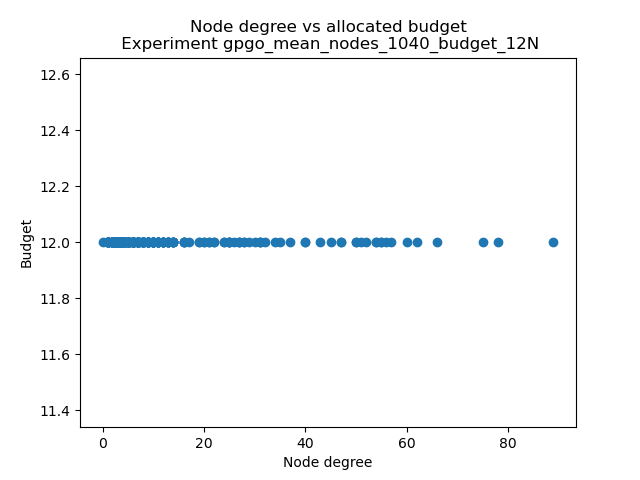 Node degree vs allocated budget
Experiment gpgo_mean_nodes_1040_budget_12N
12.6
12.4
12.2
12.0
11.8
11.6
11.4
Budget
0 20 40 60 80
Node degree